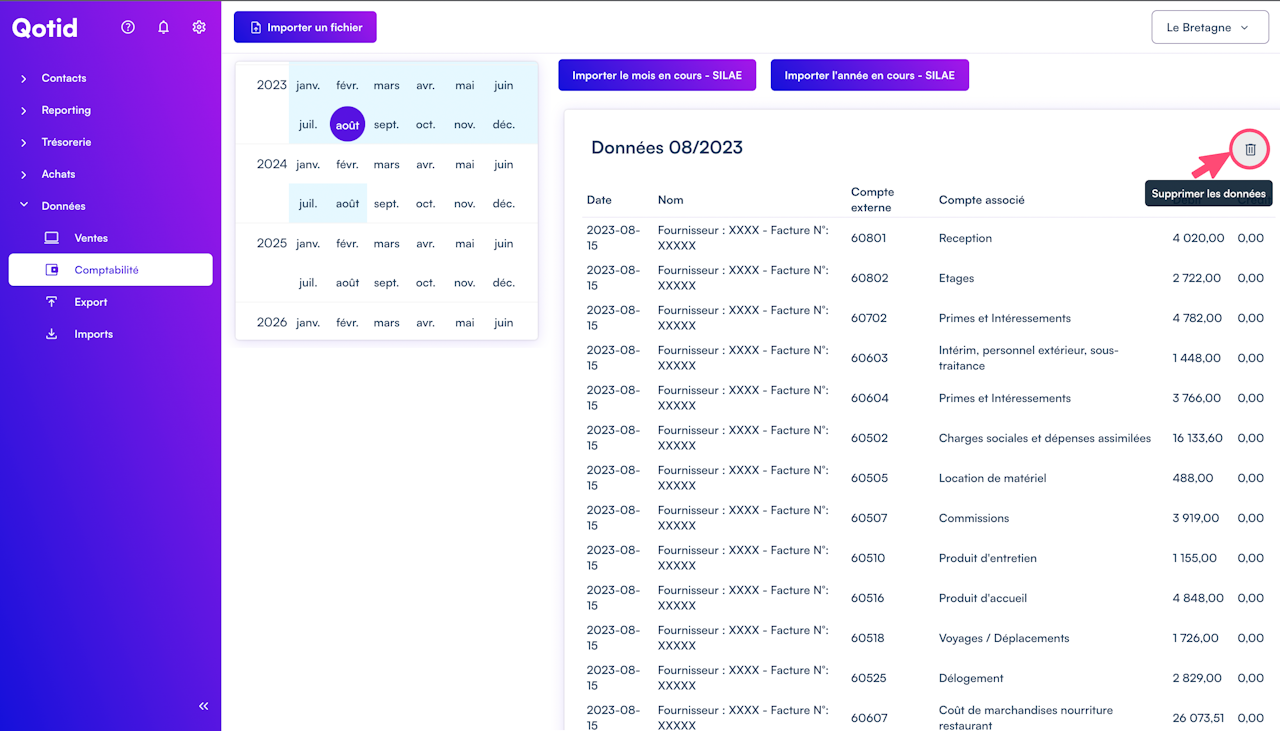 Qotid
Importer un fichier
Le Bretagne
Contacts
Reporting
Trésorerie
Achats
Données
Ventes
Comptabilité
Export
Imports
2023 janv. févr. mars avr. mai juin
juil. août sept. oct. nov. déc.
2024 janv. févr. mars avr. mai juin
juil. août sept. oct. nov. déc.
2025 janv. févr. mars avr. mai juin
juil. août sept. oct. nov. déc.
2026 janv. févr. mars avr. mai juin
Importer le mois en cours - SILAE
Importer l'année en cours - SILAE
Données 08/2023
Supprimer les données
Date Nom Compte externe Compte associé
2023-08-15 Fournisseur : XXXX - Facture N°: XXXXX 60801 Reception 4 020,00 0,00
2023-08-15 Fournisseur : XXXX - Facture N°: XXXXX 60802 Etages 2 722,00 0,00
2023-08-15 Fournisseur : XXXX - Facture N°: XXXXX 60702 Primes et Intéressements 4 782,00 0,00
2023-08-15 Fournisseur : XXXX - Facture N°: XXXXX 60603 Intérim, personnel extérieur, sous-traitance 1 448,00 0,00
2023-08-15 Fournisseur : XXXX - Facture N°: XXXXX 60604 Primes et Intéressements 3 766,00 0,00
2023-08-15 Fournisseur : XXXX - Facture N°: XXXXX 60502 Charges sociales et dépenses assimilées 16 133,60 0,00
2023-08-15 Fournisseur : XXXX - Facture N°: XXXXX 60505 Location de matériel 488,00 0,00
2023-08-15 Fournisseur : XXXX - Facture N°: XXXXX 60507 Commissions 3 919,00 0,00
2023-08-15 Fournisseur : XXXX - Facture N°: XXXXX 60510 Produit d'entretien 1 155,00 0,00
2023-08-15 Fournisseur : XXXX - Facture N°: XXXXX 60516 Produit d'accueil 4 848,00 0,00
2023-08-15 Fournisseur : XXXX - Facture N°: XXXXX 60518 Voyages / Déplacements 1 726,00 0,00
2023-08-15 Fournisseur : XXXX - Facture N°: XXXXX 60525 Délogement 2 829,00 0,00
2023-08-15 Fournisseur : XXXX - Facture N°: XXXXX 60607 Coût de marchandises nourriture restaurant 26 073,51 0,00